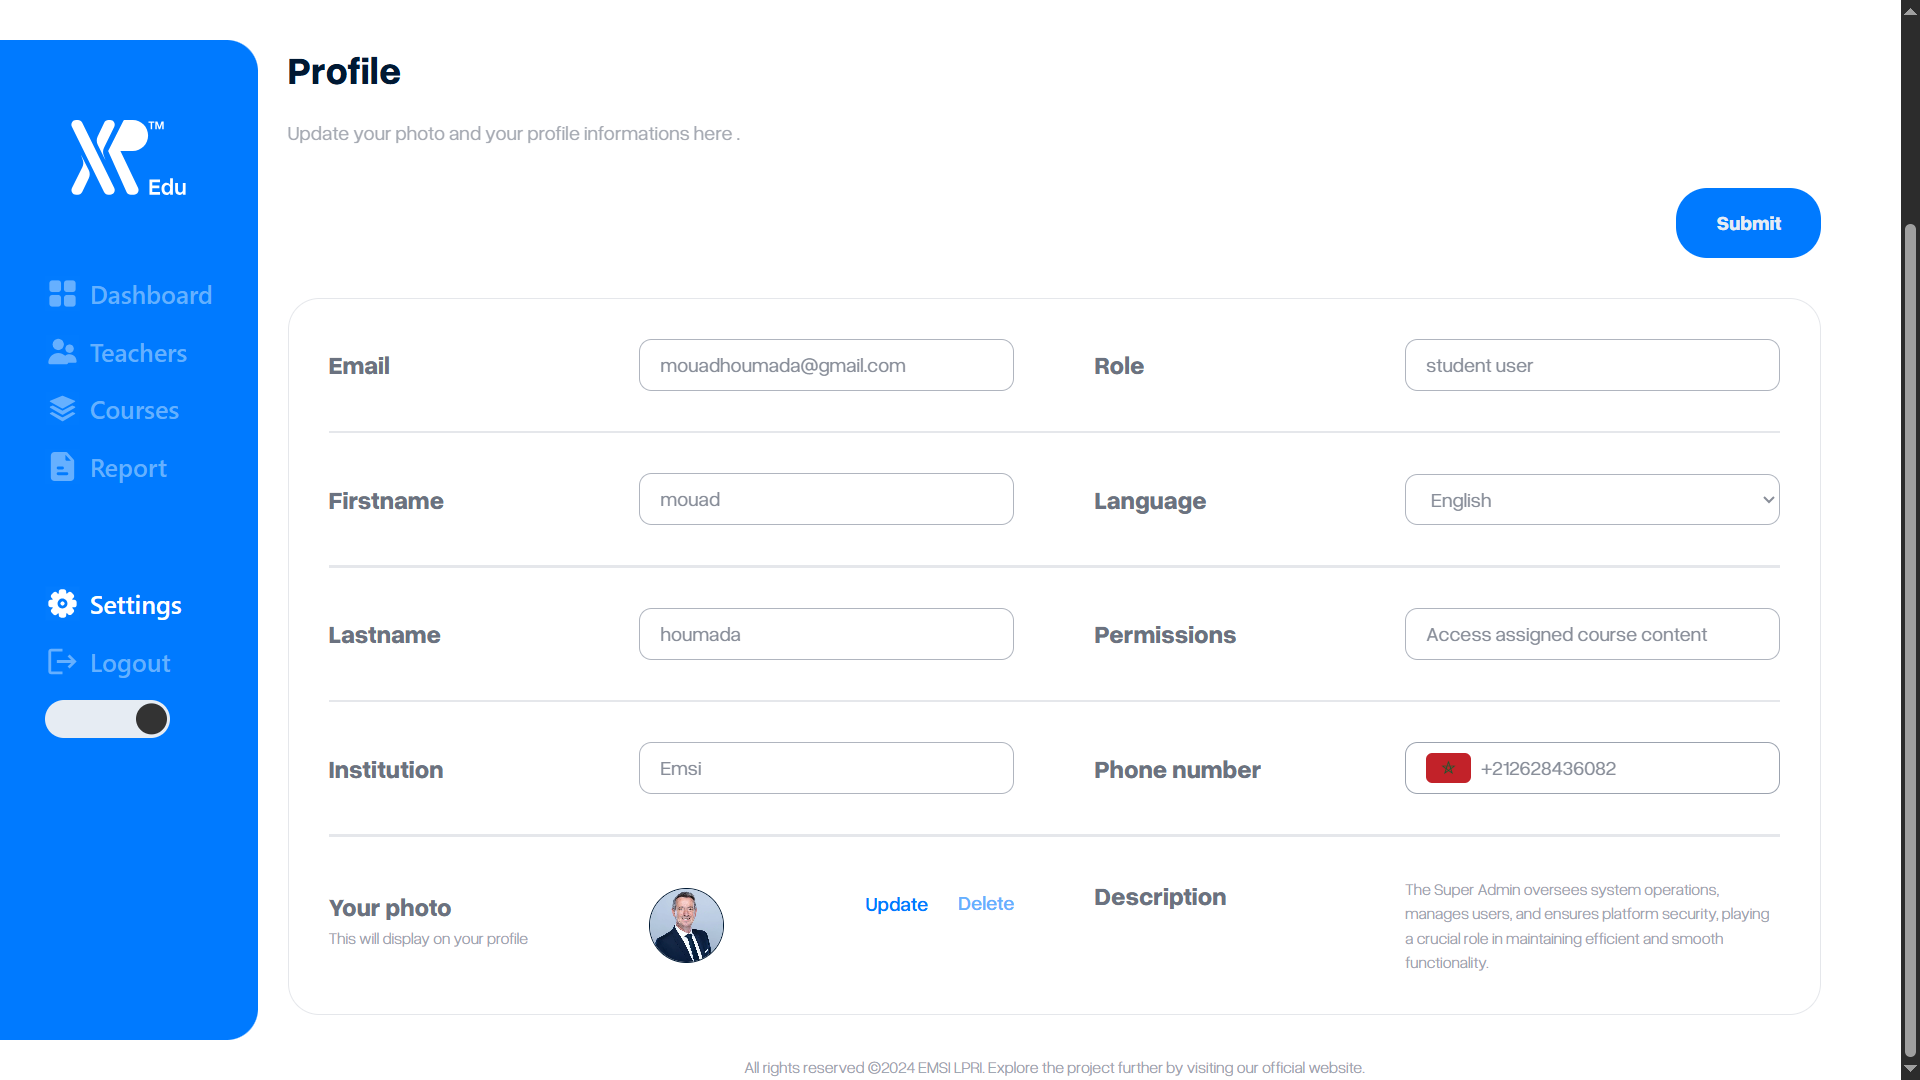 Profile
Update your photo and your profile informations here .
XR™
Edu
Dashboard
Teachers
Courses
Report
Settings
Logout
Submit
Email
mouadhoumada@gmail.com
Role
student user
Firstname
mouad
Language
English
Lastname
houmada
Permissions
Access assigned course content
Institution
Emsi
Phone number
+212628436082
Your photo
This will display on your profile
Update
Delete
Description
The Super Admin oversees system operations,
manages users, and ensures platform security, playing
a crucial role in maintaining efficient and smooth
functionality.
All rights reserved ©2024 EMSI LPRI. Explore the project further by visiting our official website.